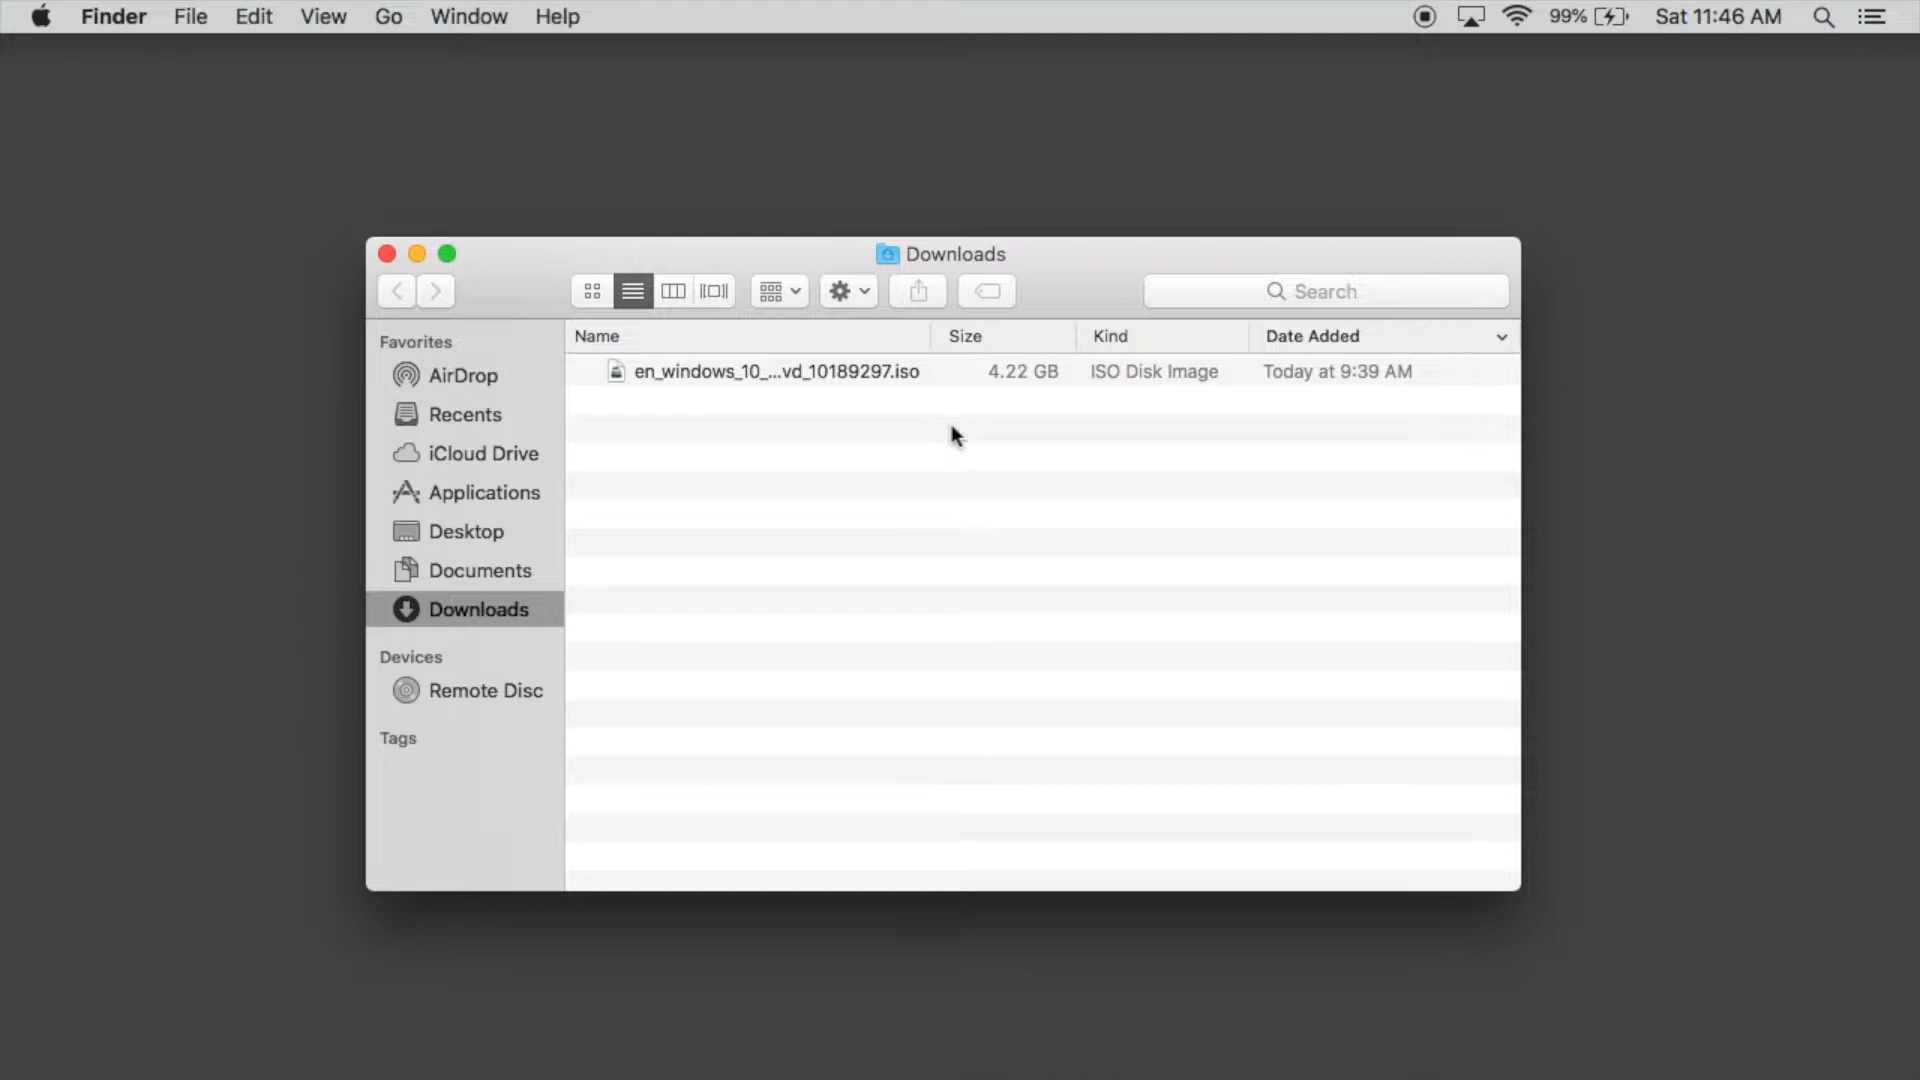 Finder File Edit View Go Window Help 99% Sat 11:46 AM
Downloads
Search
Favorites
AirDrop
Recents
iCloud Drive
Applications
Desktop
Documents
Downloads
Devices
Remote Disc
Tags
Name Size Kind Date Added
en_windows_10_...vd_10189297.iso 4.22 GB ISO Disk Image Today at 9:39 AM